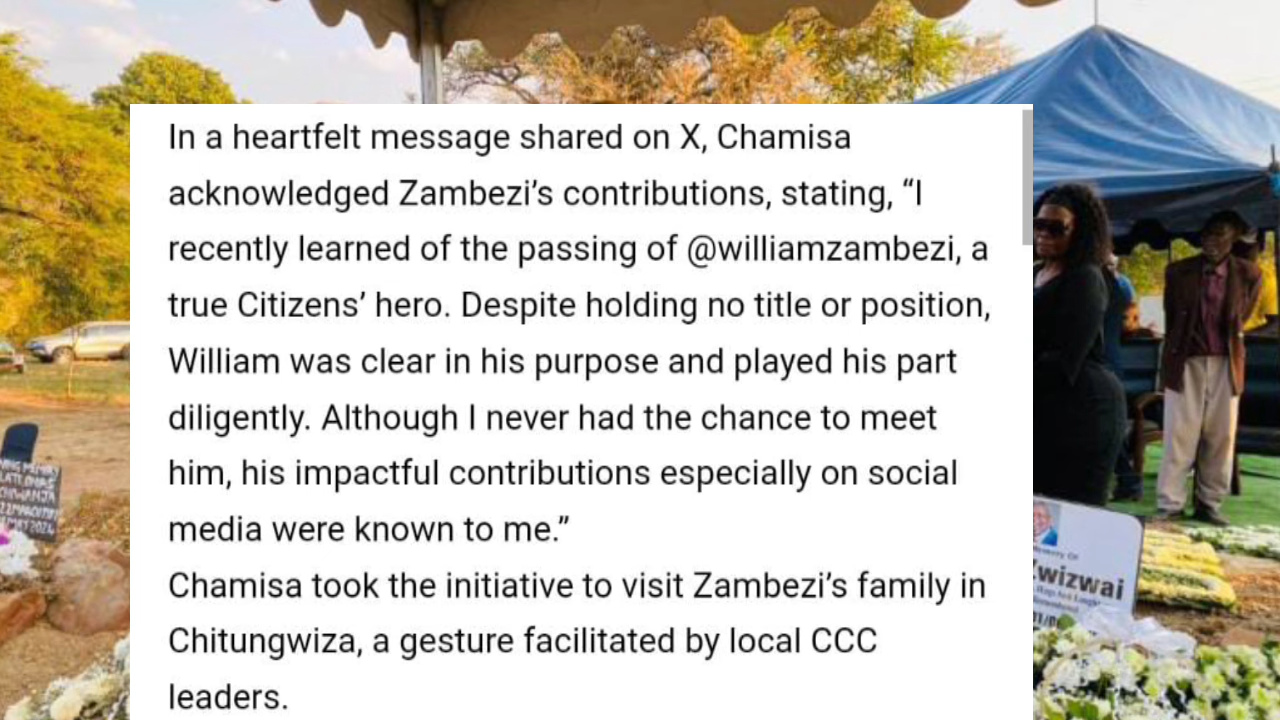 In a heartfelt message shared on X, Chamisa
acknowledged Zambezi’s contributions, stating, “I
recently learned of the passing of @williamzambezi, a
true Citizens’ hero. Despite holding no title or position,
William was clear in his purpose and played his part
diligently. Although I never had the chance to meet
him, his impactful contributions especially on social
media were known to me.”
Chamisa took the initiative to visit Zambezi’s family in
Chitungwiza, a gesture facilitated by local CCC
leaders.
wizwai